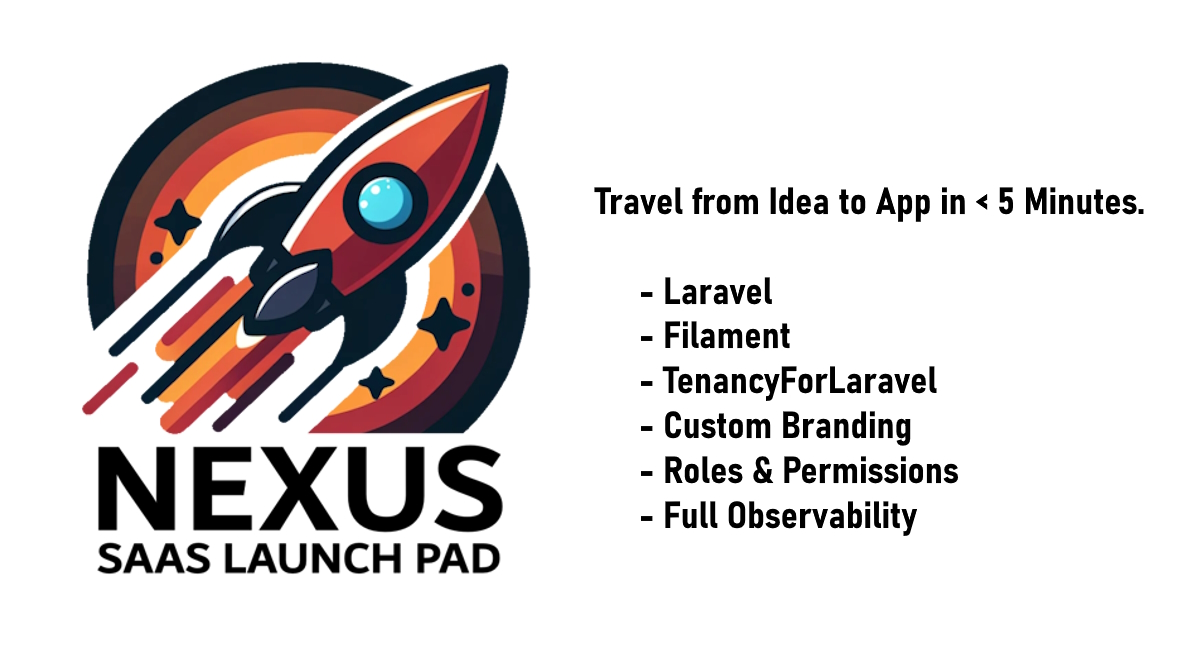 NEXUS
SAAS LAUNCH PAD
Travel from Idea to App in < 5 Minutes.
- Laravel
- Filament
- TenancyForLaravel
- Custom Branding
- Roles & Permissions
- Full Observability